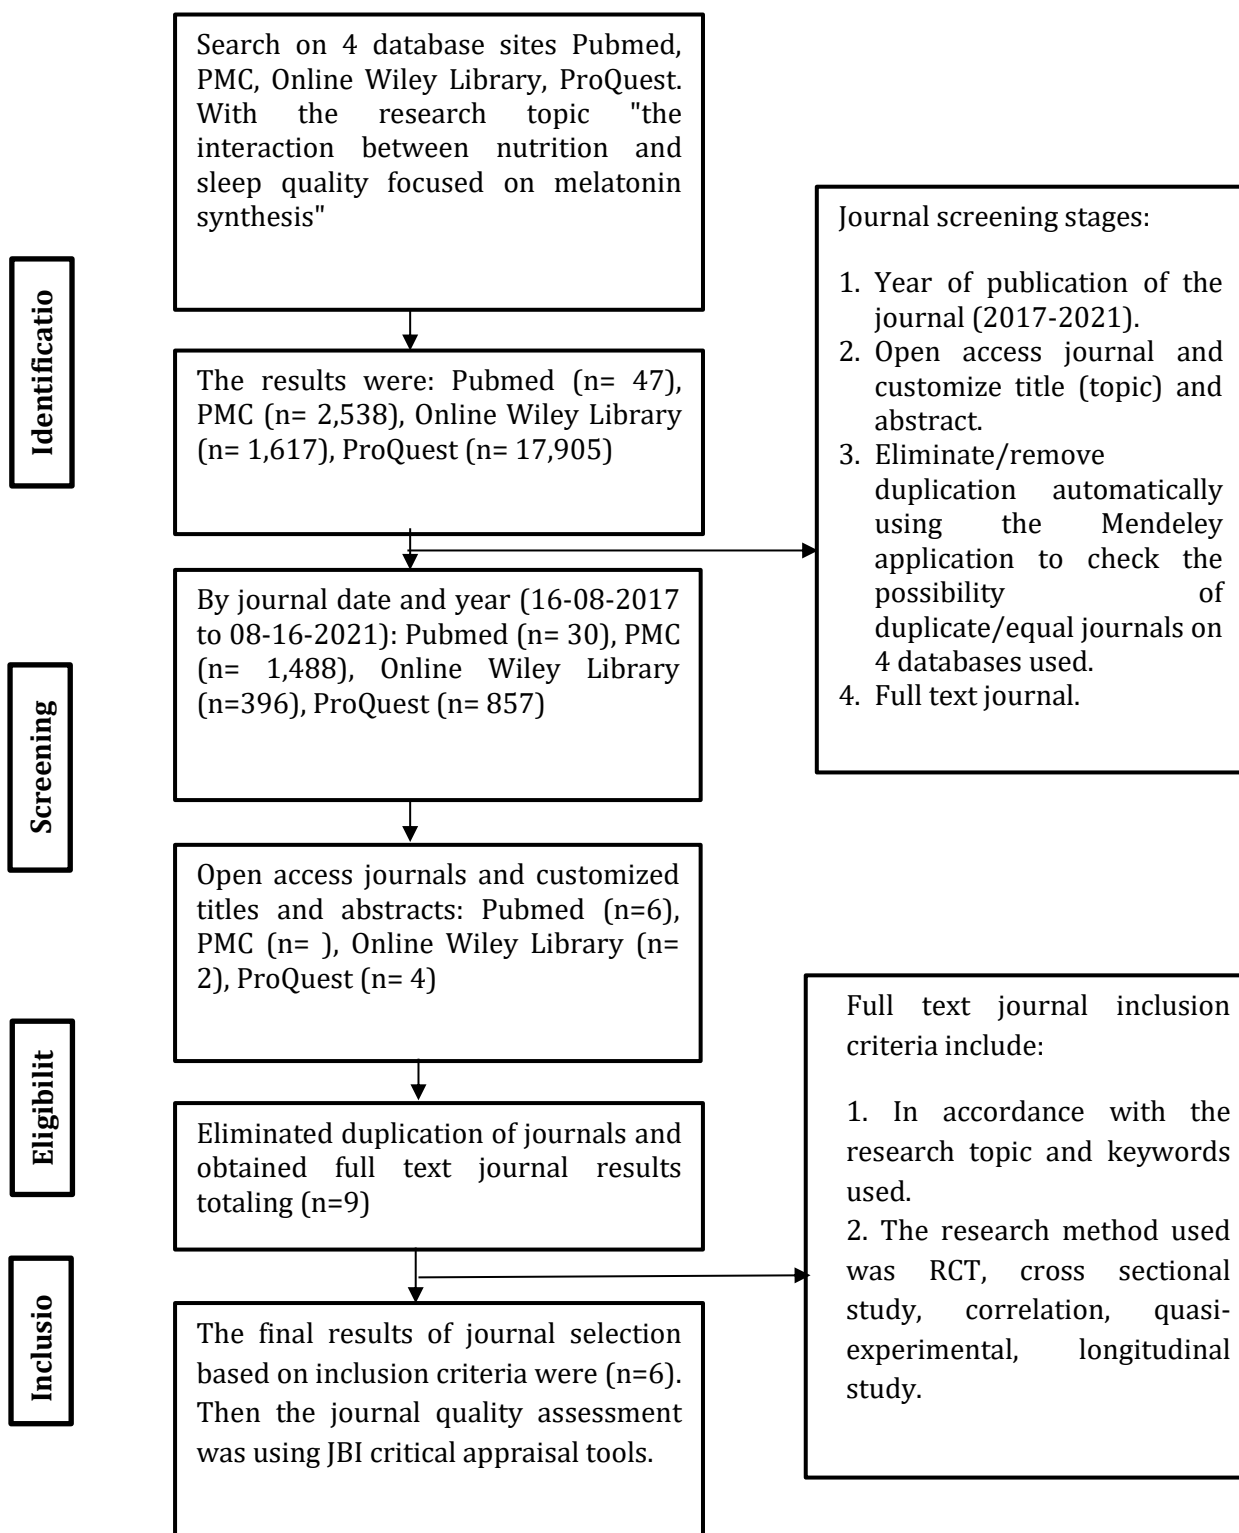 Search on 4 database sites Pubmed,
PMC, Online Wiley Library, ProQuest.
With the research topic "the
interaction between nutrition and
sleep quality focused on melatonin
synthesis"
Identificatio
The results were: Pubmed (n= 47),
PMC (n= 2,538), Online Wiley Library
(n= 1,617), ProQuest (n= 17,905)
Journal screening stages:
1. Year of publication of the
journal (2017-2021).
2. Open access journal and
customize title (topic) and
abstract.
3. Eliminate/remove
duplication automatically
using the Mendeley
application to check the
possibility of
duplicate/equal journals on
4 databases used.
4. Full text journal.
Screening
By journal date and year (16-08-2017
to 08-16-2021): Pubmed (n= 30), PMC
(n= 1,488), Online Wiley Library
(n=396), ProQuest (n= 857)
Open access journals and customized
titles and abstracts: Pubmed (n=6),
PMC (n= ), Online Wiley Library (n=
2), ProQuest (n= 4)
Eligibilit
Eliminated duplication of journals and
obtained full text journal results
totaling (n=9)
Full text journal inclusion
criteria include:
1. In accordance with the
research topic and keywords
used.
2. The research method used
was RCT, cross sectional
study, correlation, quasi-
experimental, longitudinal
study.
Inclusio
The final results of journal selection
based on inclusion criteria were (n=6).
Then the journal quality assessment
was using JBI critical appraisal tools.